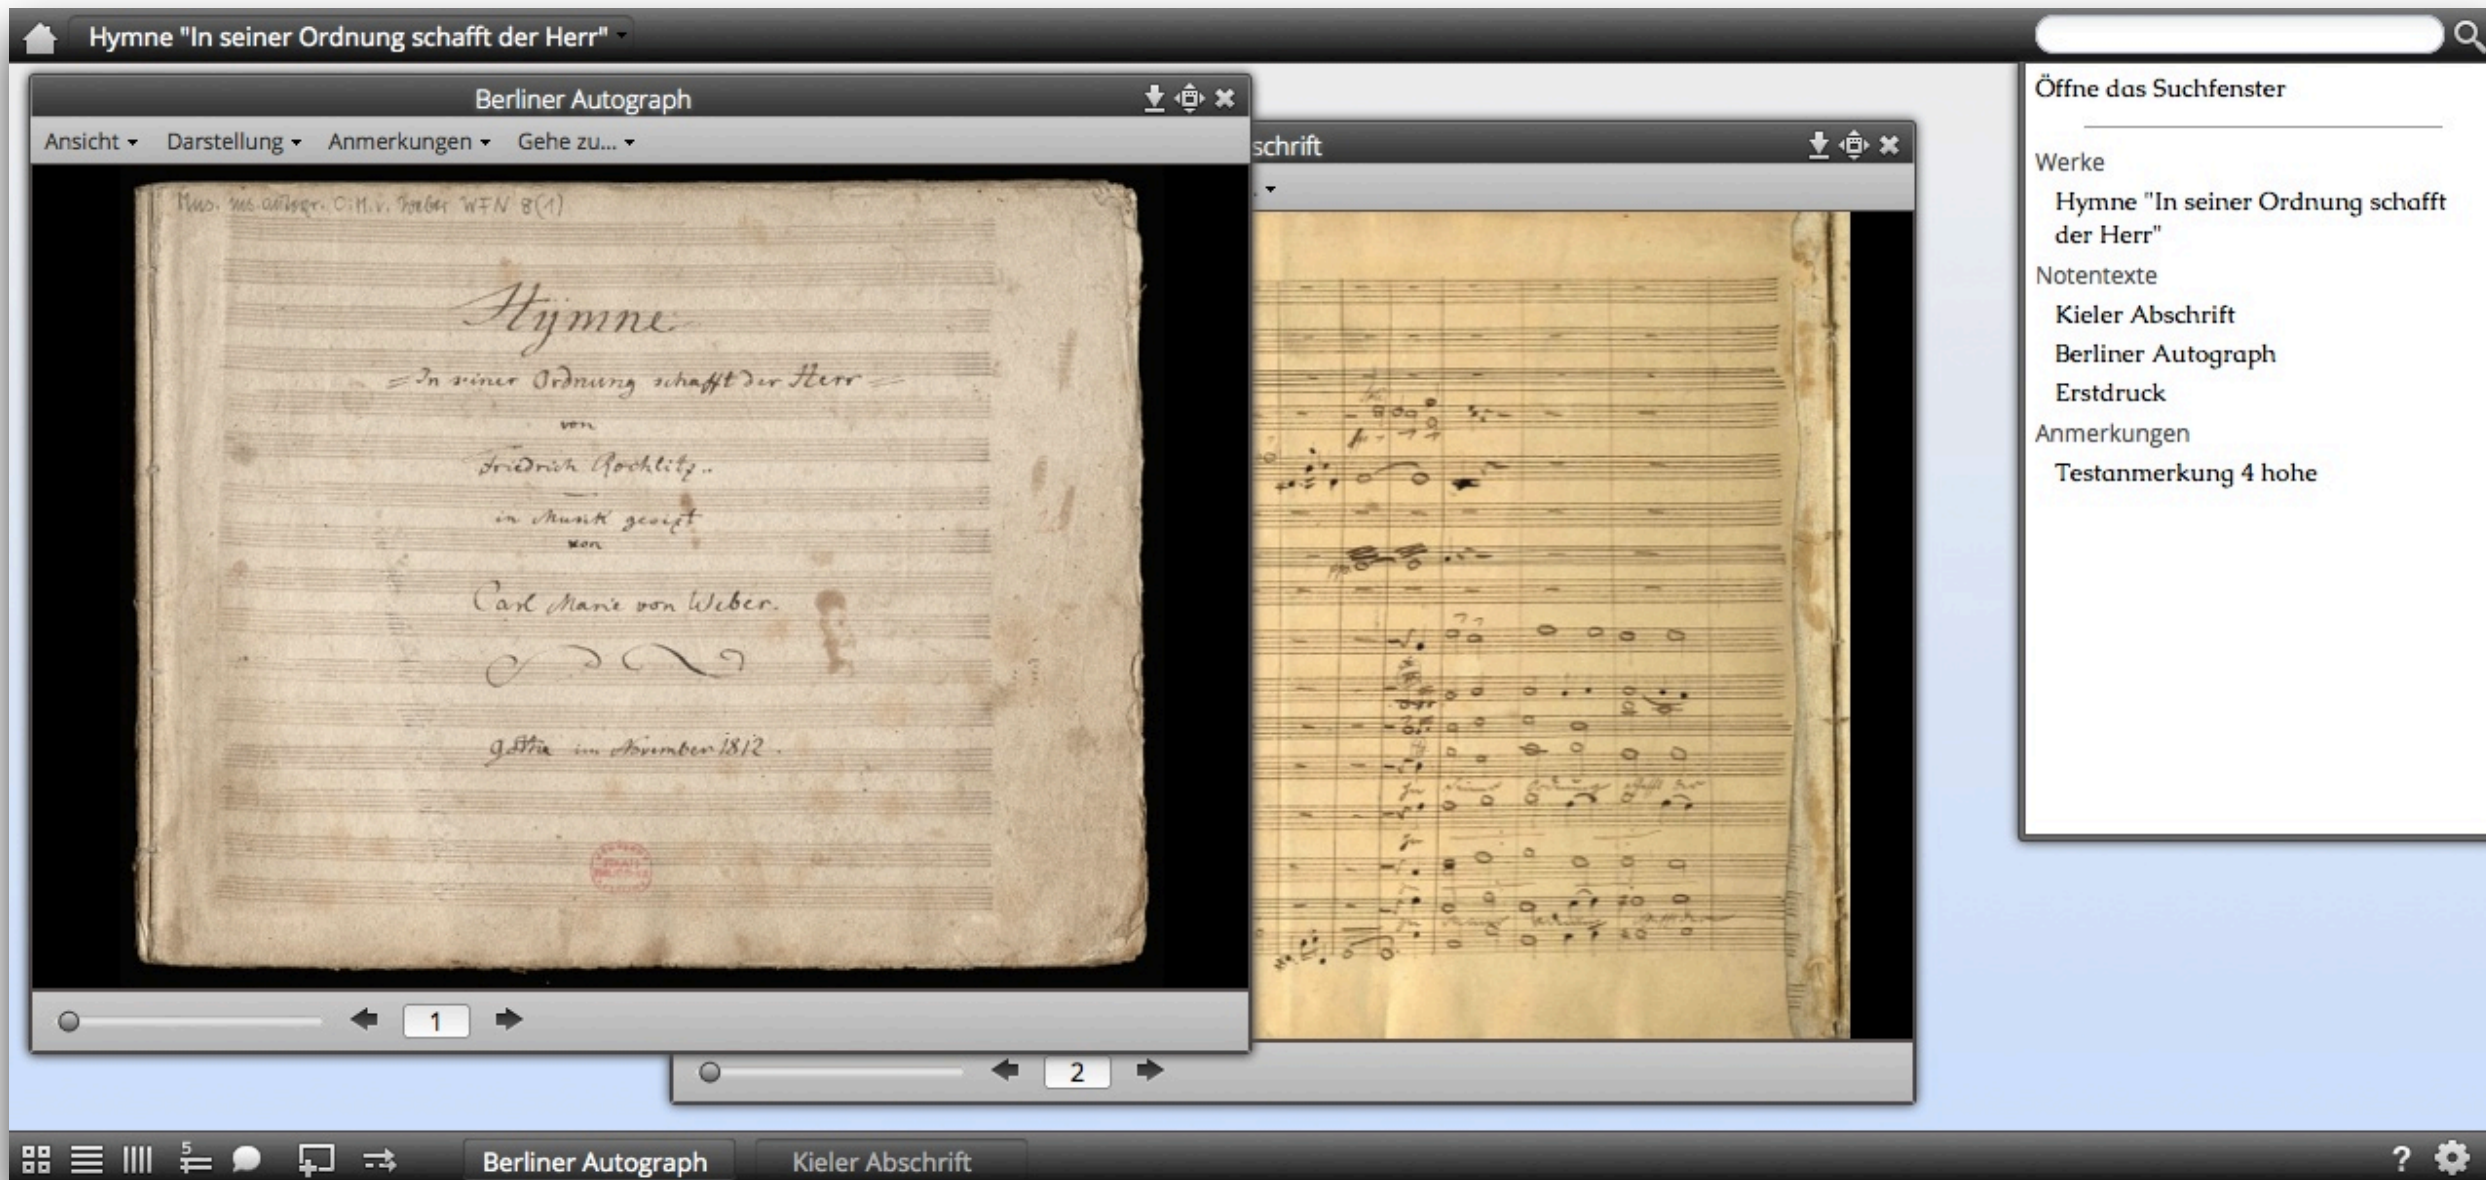 Hymne "In seiner Ordnung schafft der Herr"
Berliner Autograph
Ansicht Darstellung Anmerkungen Gehe zu...
Mus. ms. autogr. C. M. v. Weber WFN 8(1)
Hÿmne
In seiner Ordnung schafft der Herr
von
Friedrich Rochlitz.
in Musik gesezt
von
Carl Marie von Weber.
Gotha im November 1812.
1
schrift
2
Öffne das Suchfenster
Werke
Hymne "In seiner Ordnung schafft
der Herr"
Notentexte
Kieler Abschrift
Berliner Autograph
Erstdruck
Anmerkungen
Testanmerkung 4 hohe
5
Berliner Autograph Kieler Abschrift
?